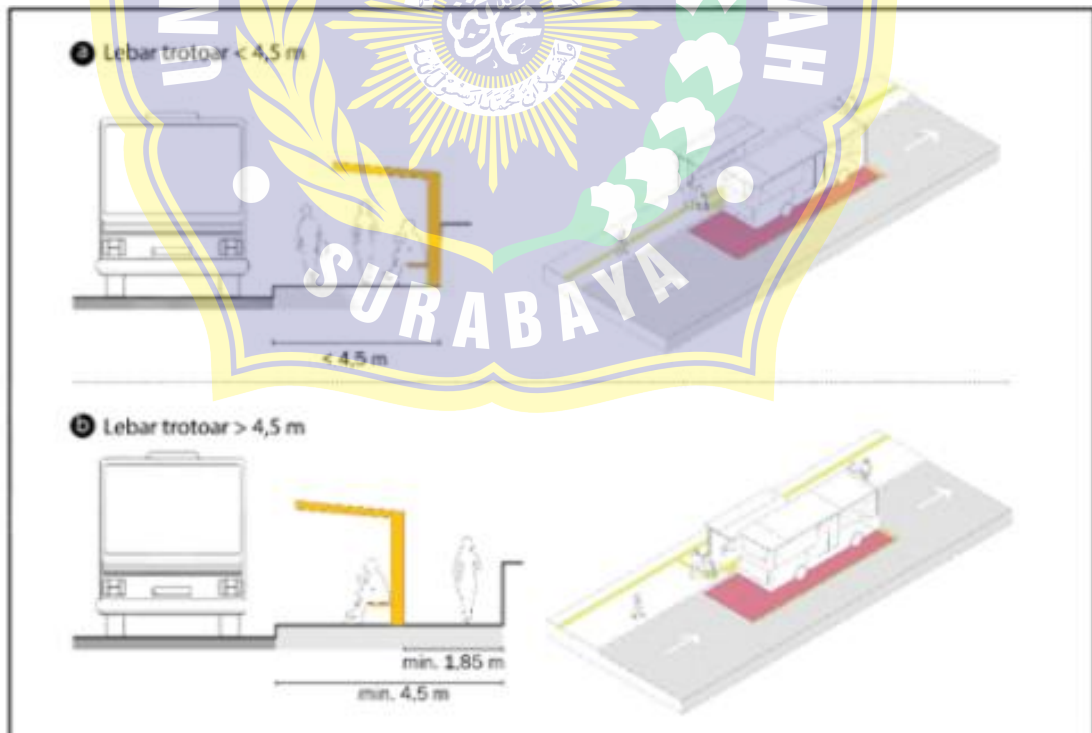 a Lebar trotoar < 4,5 m
SURABAYA
< 4,5 m
b Lebar trotoar > 4,5 m
min. 1,85 m
min. 4,5 m